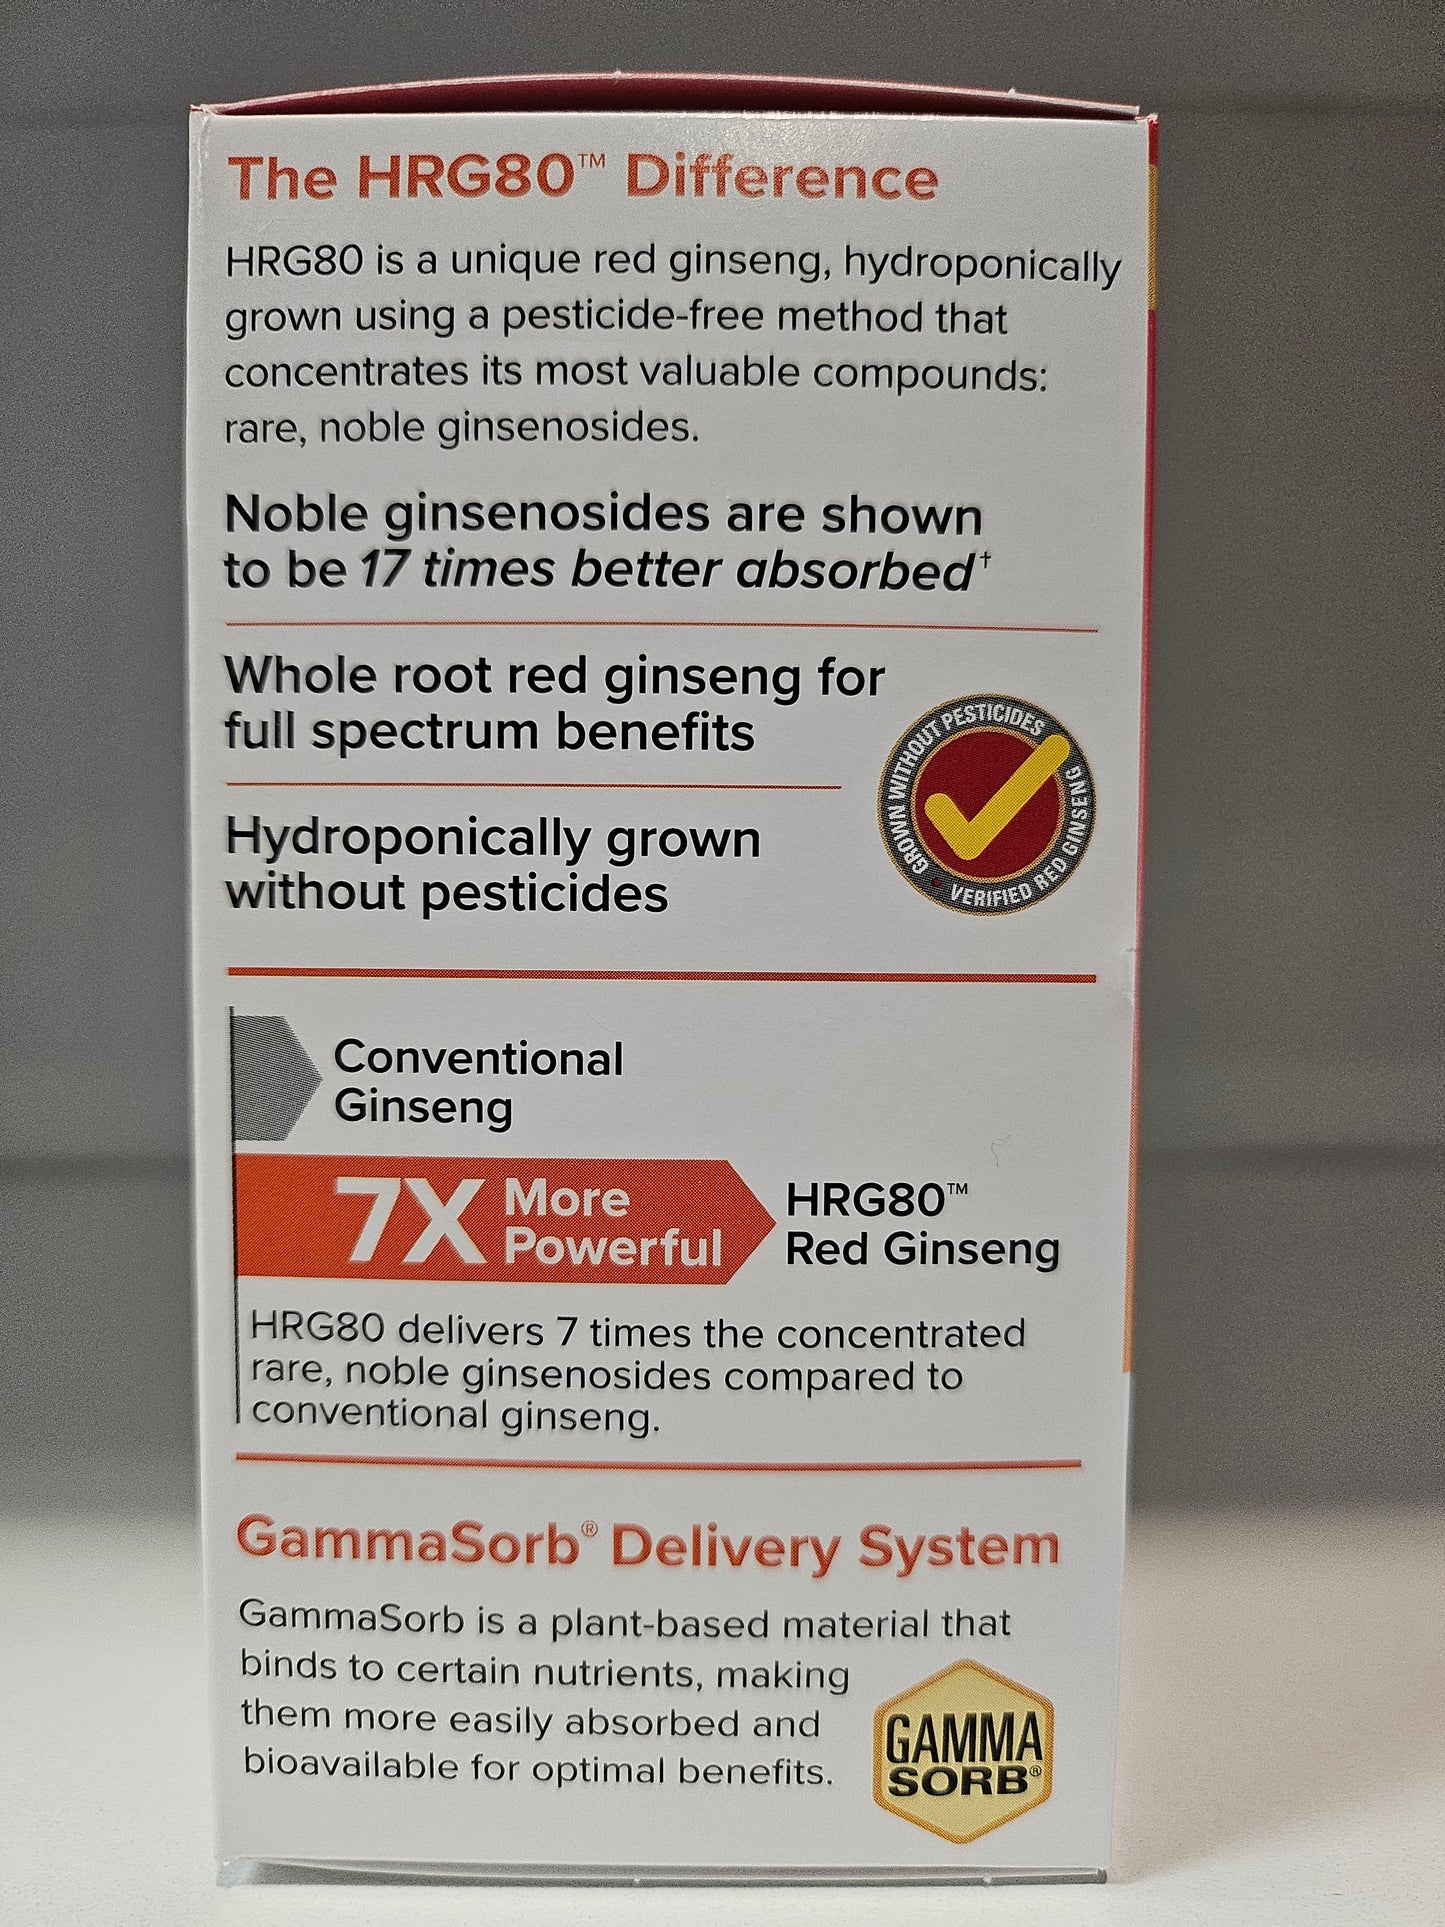 The HRG80™ Difference
HRG80 is a unique red ginseng, hydroponically
grown using a pesticide-free method that
concentrates its most valuable compounds:
rare, noble ginsenosides.
Noble ginsenosides are shown
to be 17 times better absorbed†
Whole root red ginseng for
full spectrum benefits
GROWN WITHOUT PESTICIDES
VERIFIED RED GINSENG
Hydroponically grown
without pesticides
Conventional
Ginseng
7X More
Powerful
HRG80™
Red Ginseng
HRG80 delivers 7 times the concentrated
rare, noble ginsenosides compared to
conventional ginseng.
GammaSorb® Delivery System
GammaSorb is a plant-based material that
binds to certain nutrients, making
them more easily absorbed and
bioavailable for optimal benefits.
GAMMA
SORB®